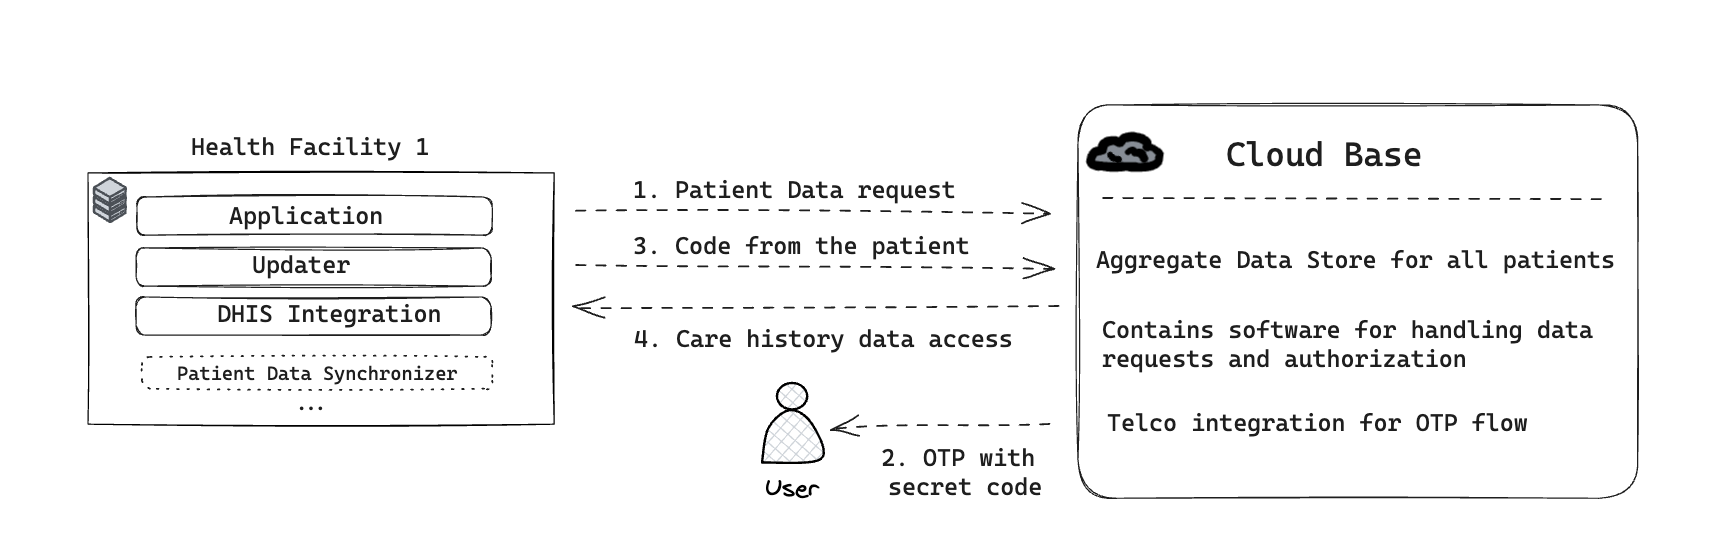 Health Facility 1
Application
Updater
DHIS Integration
Patient Data Synchronizer
...
1. Patient Data request
3. Code from the patient
4. Care history data access
User
2. OTP with
secret code
Cloud Base
Aggregate Data Store for all patients
Contains software for handling data
requests and authorization
Telco integration for OTP flow